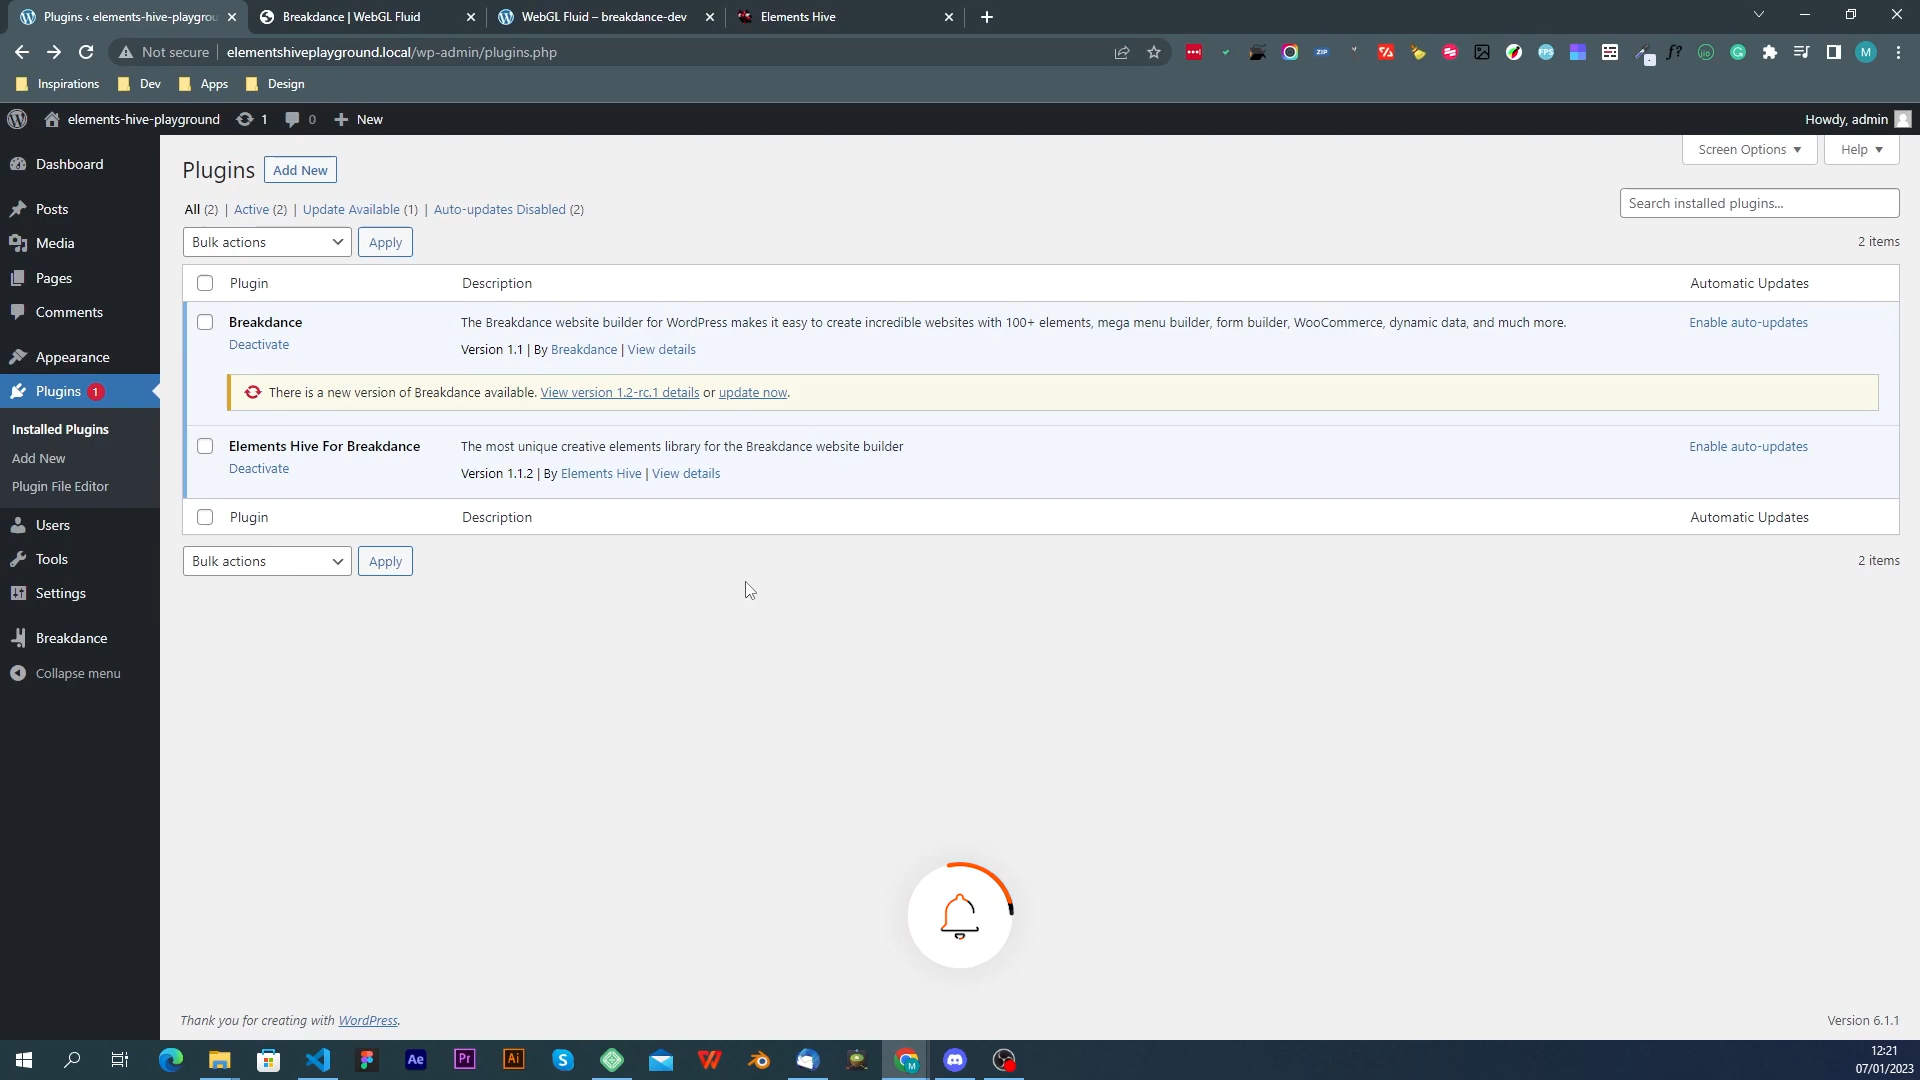 Plugins ‹ elements-hive-playgrou
Breakdance | WebGL Fluid
WebGL Fluid – breakdance-dev
Elements Hive
Not secure
elementshiveplayground.local/wp-admin/plugins.php
ZIP
FPS
f?
M
Inspirations
Dev
Apps
Design
elements-hive-playground
1
0
New
Howdy, admin
Dashboard
Posts
Media
Pages
Comments
Appearance
Plugins 1
Installed Plugins
Add New
Plugin File Editor
Users
Tools
Settings
Breakdance
Collapse menu
Screen Options
Help
Plugins
Add New
All (2) | Active (2) | Update Available (1) | Auto-updates Disabled (2)
Search installed plugins...
Bulk actions
Apply
2 items
Plugin
Description
Automatic Updates
Breakdance
Deactivate
The Breakdance website builder for WordPress makes it easy to create incredible websites with 100+ elements, mega menu builder, form builder, WooCommerce, dynamic data, and much more.
Version 1.1 | By Breakdance | View details
Enable auto-updates
There is a new version of Breakdance available. View version 1.2-rc.1 details or update now.
Elements Hive For Breakdance
Deactivate
The most unique creative elements library for the Breakdance website builder
Version 1.1.2 | By Elements Hive | View details
Enable auto-updates
Plugin
Description
Automatic Updates
Bulk actions
Apply
2 items
Thank you for creating with WordPress.
Version 6.1.1
Ae
Pr
Ai
S
M
12:21
07/01/2023